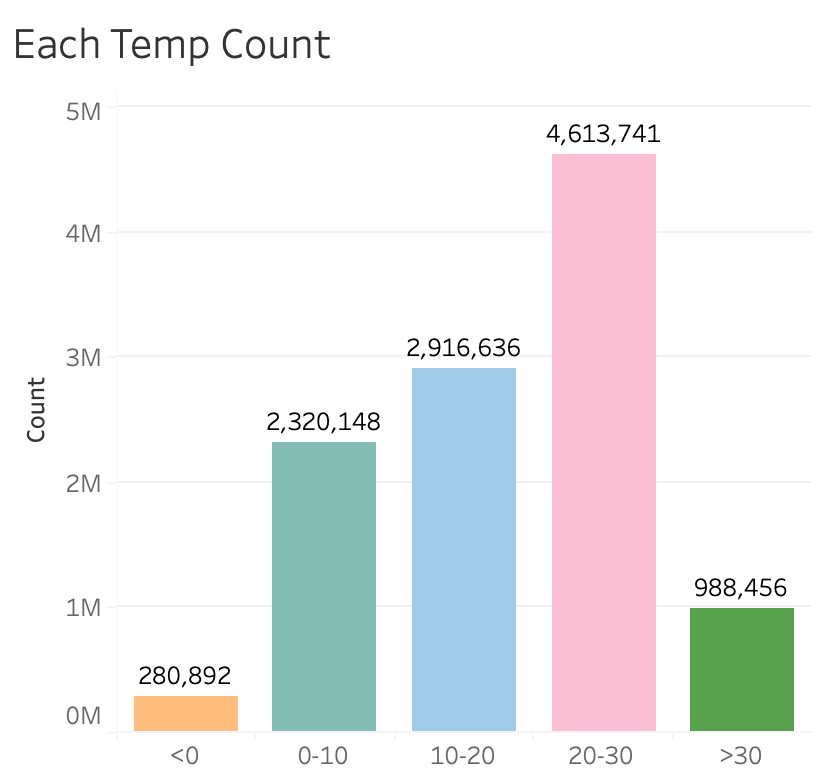 Each Temp Count
5M
4,613,741
4M
3M
2,916,636
2,320,148
Count
2M
1M
988,456
280,892
0M
<0
0-10
10-20
20-30
>30